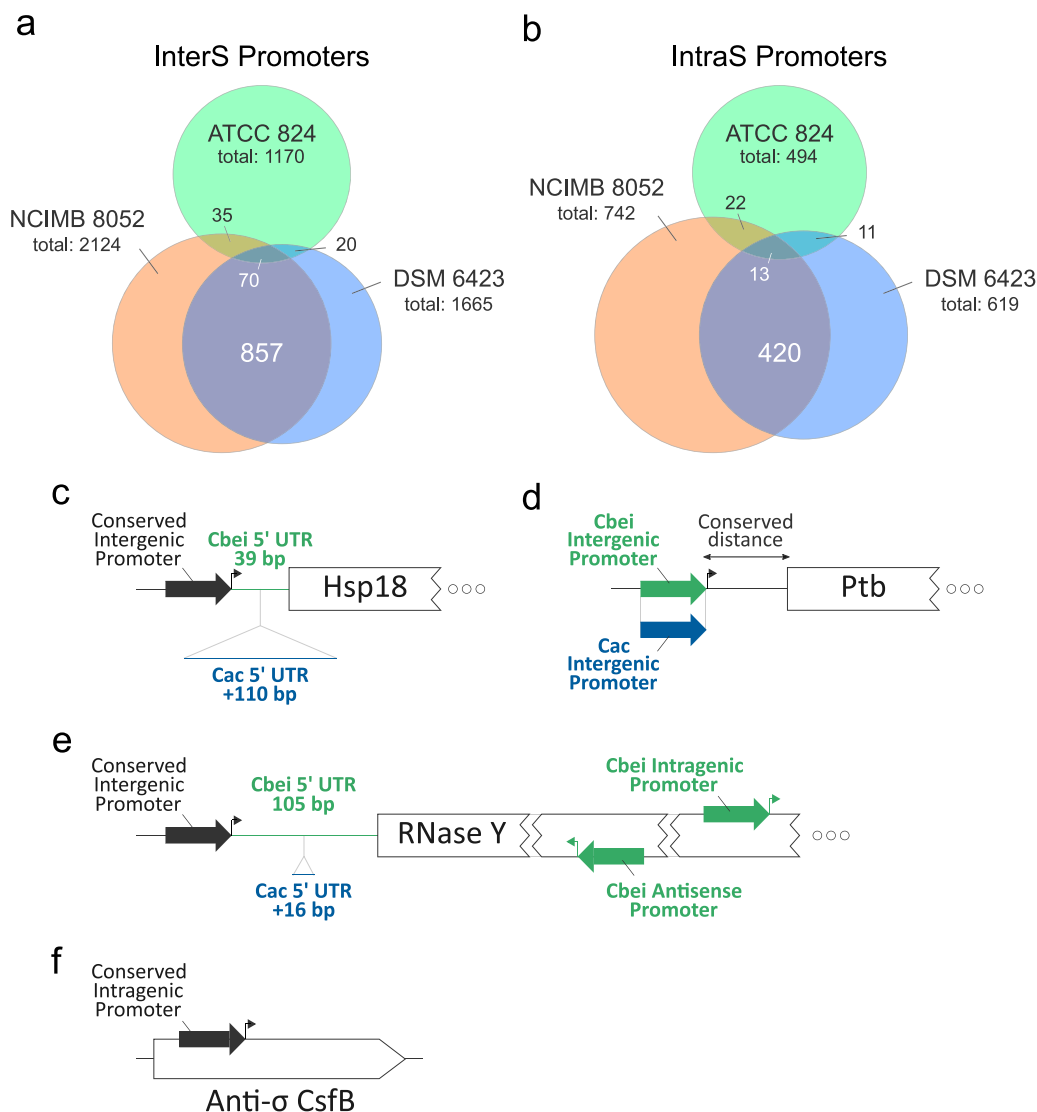 a
InterS Promoters
ATCC 824
total: 1170
NCIMB 8052
total: 2124
35
20
70
DSM 6423
total: 1665
857
b
IntraS Promoters
ATCC 824
total: 494
NCIMB 8052
total: 742
22
11
13
DSM 6423
total: 619
420
c
Conserved
Intergenic
Promoter
Cbei 5' UTR
39 bp
Hsp18
Cac 5' UTR
+110 bp
d
Cbei
Intergenic
Promoter
Conserved
distance
Ptb
Cac
Intergenic
Promoter
e
Conserved
Intergenic
Promoter
Cbei 5' UTR
105 bp
Cbei Intragenic
Promoter
RNase Y
Cac 5' UTR
+16 bp
Cbei Antisense
Promoter
f
Conserved
Intragenic
Promoter
Anti-σ CsfB